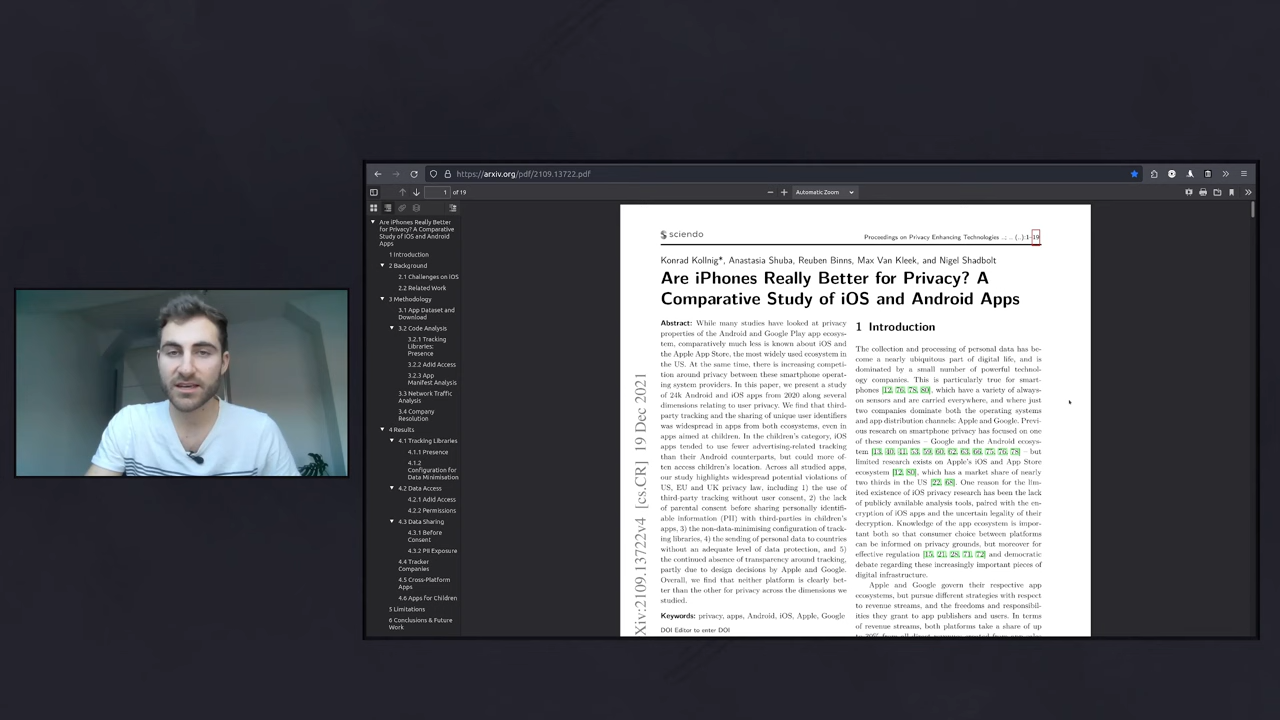 https://arxiv.org/pdf/2109.13722.pdf
1 of 19
Automatic Zoom
Are iPhones Really Better
for Privacy? A Comparative
Study of iOS and Android
Apps
1 Introduction
2 Background
2.1 Challenges on iOS
2.2 Related Work
3 Methodology
3.1 App Dataset and
Download
3.2 Code Analysis
3.2.1 Tracking
Libraries:
Presence
3.2.2 AdId Access
3.2.3 App
Manifest Analysis
3.3 Network Traffic
Analysis
3.4 Company
Resolution
4 Results
4.1 Tracking Libraries
4.1.1 Presence
4.1.2
Configuration for
Data Minimisation
4.2 Data Access
4.2.1 AdId Access
4.2.2 Permissions
4.3 Data Sharing
4.3.1 Before
Consent
4.3.2 PII Exposure
4.4 Tracker
Companies
4.5 Cross-Platform
Apps
4.6 Apps for Children
5 Limitations
6 Conclusions & Future
Work
sciendo
Proceedings on Privacy Enhancing Technologies ..; .. (..):1–19
Konrad Kollnig*, Anastasia Shuba, Reuben Binns, Max Van Kleek, and Nigel Shadbolt
Are iPhones Really Better for Privacy? A
Comparative Study of iOS and Android Apps
Xiv:2109.13722v4 [cs.CR] 19 Dec 2021
Abstract: While many studies have looked at privacy
properties of the Android and Google Play app ecosys-
tem, comparatively much less is known about iOS and
the Apple App Store, the most widely used ecosystem in
the US. At the same time, there is increasing competi-
tion around privacy between these smartphone operat-
ing system providers. In this paper, we present a study
of 24k Android and iOS apps from 2020 along several
dimensions relating to user privacy. We find that third-
party tracking and the sharing of unique user identifiers
was widespread in apps from both ecosystems, even in
apps aimed at children. In the children's category, iOS
apps tended to use fewer advertising-related tracking
than their Android counterparts, but could more of-
ten access children's location. Across all studied apps,
our study highlights widespread potential violations of
US, EU and UK privacy law, including 1) the use of
third-party tracking without user consent, 2) the lack
of parental consent before sharing personally identifi-
able information (PII) with third-parties in children's
apps, 3) the non-data-minimising configuration of track-
ing libraries, 4) the sending of personal data to countries
without an adequate level of data protection, and 5)
the continued absence of transparency around tracking,
partly due to design decisions by Apple and Google.
Overall, we find that neither platform is clearly bet-
ter than the other for privacy across the dimensions we
studied.
Keywords: privacy, apps, Android, iOS, Apple, Google
DOI Editor to enter DOI
1 Introduction
The collection and processing of personal data has be-
come a nearly ubiquitous part of digital life, and is
dominated by a small number of powerful technol-
ogy companies. This is particularly true for smart-
phones [12, 76, 78, 80], which have a variety of always-
on sensors and are carried everywhere, and where just
two companies dominate both the operating systems
and app distribution channels: Apple and Google. Previ-
ous research on smartphone privacy has focused on one
of these companies – Google and the Android ecosys-
tem [13, 40, 41, 53, 59, 60, 62, 63, 66, 75, 76, 78] – but
limited research exists on Apple's iOS and App Store
ecosystem [12, 80], which has a market share of nearly
two thirds in the US [22, 68]. One reason for the lim-
ited existence of iOS privacy research has been the lack
of publicly available analysis tools, paired with the en-
cryption of iOS apps and the uncertain legality of their
decryption. Knowledge of the app ecosystem is impor-
tant both so that consumer choice between platforms
can be informed on privacy grounds, but moreover for
effective regulation [15, 21, 28, 71, 72] and democratic
debate regarding these increasingly important pieces of
digital infrastructure.
Apple and Google govern their respective app
ecosystems, but pursue different strategies with respect
to revenue streams, and the freedoms and responsibil-
ities they grant to app publishers and users. In terms
of revenue streams, both platforms take a share of up